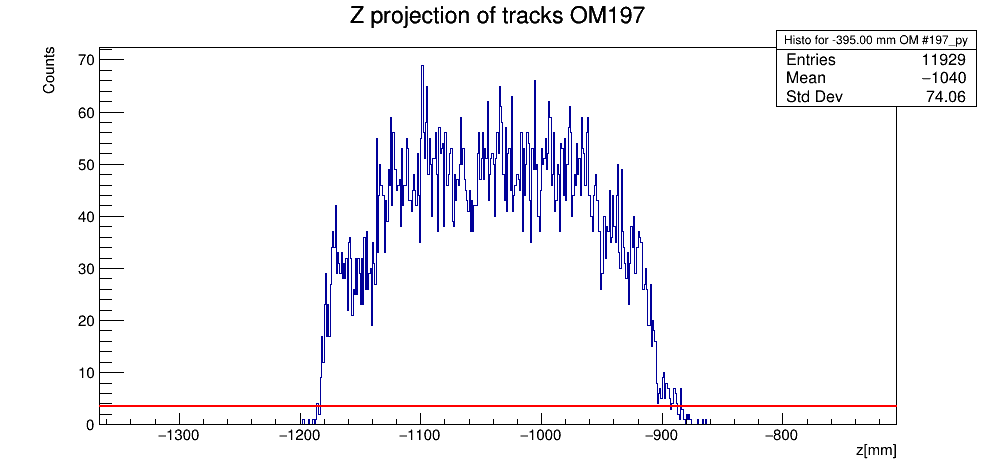 Z projection of tracks OM197
Histo for -395.00 mm OM #197_py
Entries 11929
Mean −1040
Std Dev 74.06
Counts
70
60
50
40
30
20
10
0
−1300 −1200 −1100 −1000 −900 −800
z[mm]